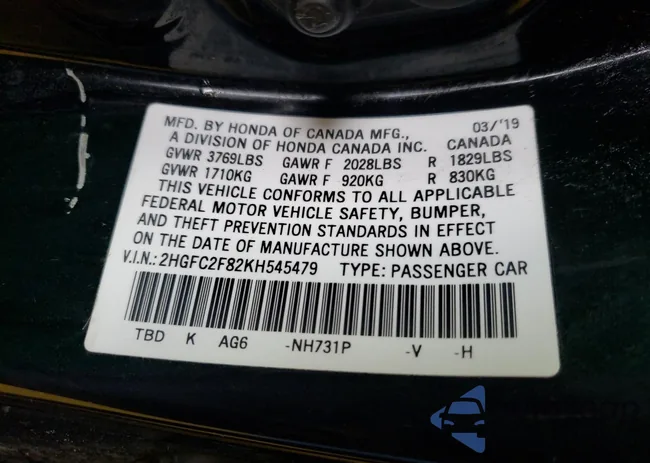 MFD. BY HONDA OF CANADA MFG., 03/'19
A DIVISION OF HONDA CANADA INC. CANADA
GVWR 3769LBS GAWR F 2028LBS R 1829LBS
GVWR 1710KG GAWR F 920KG R 830KG
THIS VEHICLE CONFORMS TO ALL APPLICABLE
FEDERAL MOTOR VEHICLE SAFETY, BUMPER,
AND THEFT PREVENTION STANDARDS IN EFFECT
ON THE DATE OF MANUFACTURE SHOWN ABOVE.
V.I.N.: 2HGFC2F82KH545479 TYPE: PASSENGER CAR
TBD K AG6 -NH731P -V -H